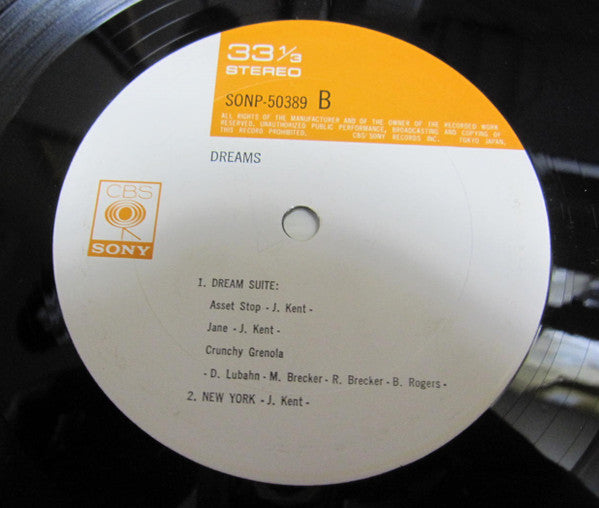 33 1/3
STEREO
SONP-50389 B
ALL RIGHTS OF THE MANUFACTURER AND OF THE OWNER OF THE RECORDED WORK
RESERVED. UNAUTHORIZED PUBLIC PERFORMANCE, BROADCASTING AND COPYING OF
THIS RECORD PROHIBITED. CBS/SONY RECORDS INC. TOKYO JAPAN.
DREAMS
CBS
SONY
1. DREAM SUITE:
Asset Stop - J. Kent -
Jane - J. Kent -
Crunchy Grenola
- D. Lubahn - M. Brecker - R. Brecker - B. Rogers -
2. NEW YORK - J. Kent -